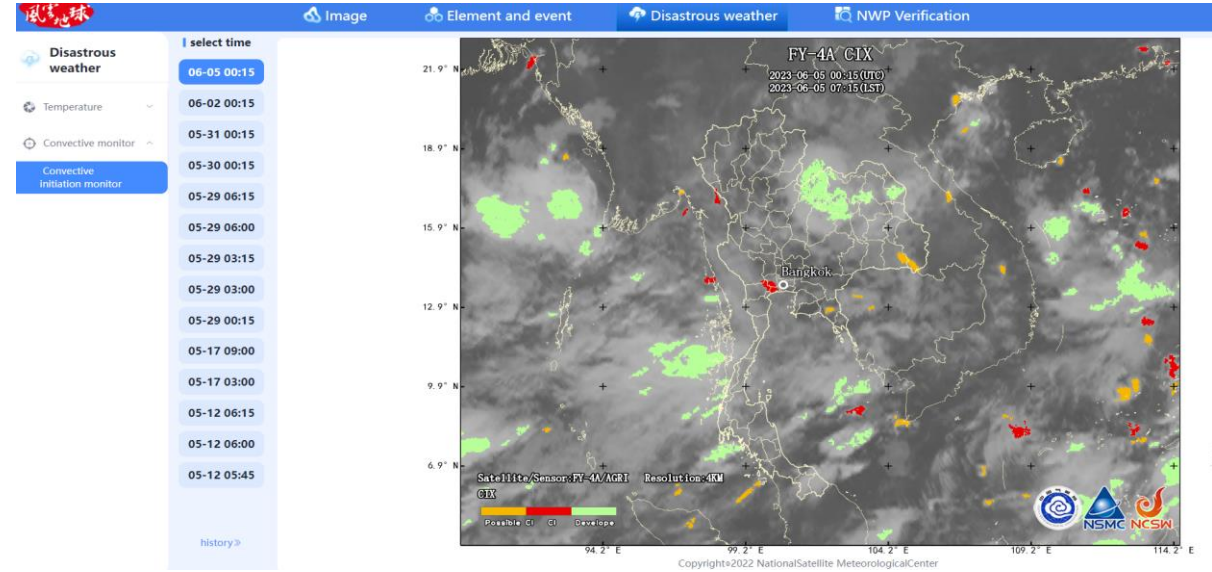 風雲地球
Image
Element and event
Disastrous weather
NWP Verification
Disastrous
weather
Temperature
Convective monitor
Convective
initiation monitor
select time
06-05 00:15
06-02 00:15
05-31 00:15
05-30 00:15
05-29 06:15
05-29 06:00
05-29 03:15
05-29 03:00
05-29 00:15
05-17 09:00
05-17 03:00
05-12 06:15
05-12 06:00
05-12 05:45
history»
FY-4A CIX
2023-06-05 00:15(UTC)
2023-06-05 07:15(LST)
21.9° N
18.9° N
15.9° N
Bangkok
12.9° N
9.9° N
6.9° N
Satellite/Sensor:FY-4A/AGRI Resolution:4KM
CIX
Possible CI CI Develope
NSMC NCSW
94.2° E 99.2° E 104.2° E 109.2° E 114.2° E
Copyright©2022 NationalSatellite MeteorologicalCenter